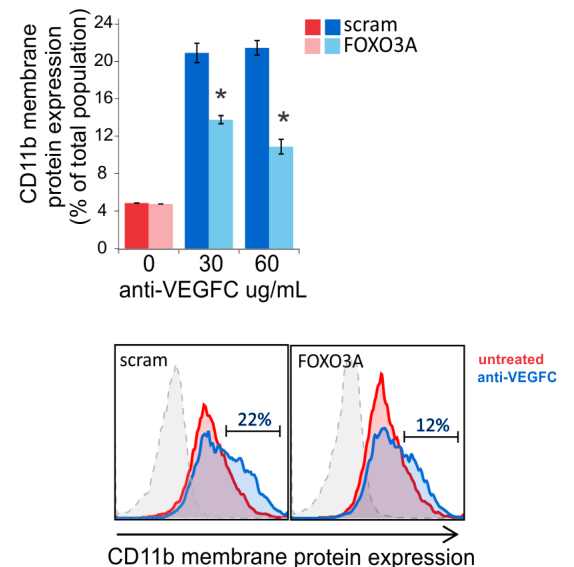 CD11b membrane
protein expression
(% of total population)
24
20
16
12
8
4
0
scram
FOXO3A
*
*
0 30 60
anti-VEGFC ug/mL
scram
22%
FOXO3A
12%
untreated
anti-VEGFC
CD11b membrane protein expression